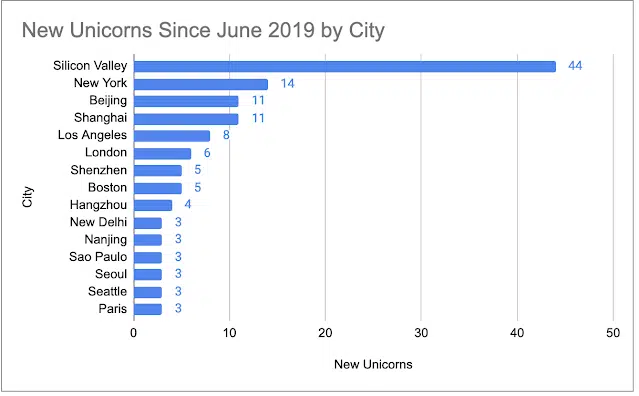 New Unicorns Since June 2019 by City
Silicon Valley 44
New York 14
Beijing 11
Shanghai 11
Los Angeles 8
London 6
Shenzhen 5
Boston 5
Hangzhou 4
New Delhi 3
Nanjing 3
Sao Paulo 3
Seoul 3
Seattle 3
Paris 3
City
0 10 20 30 40 50
New Unicorns